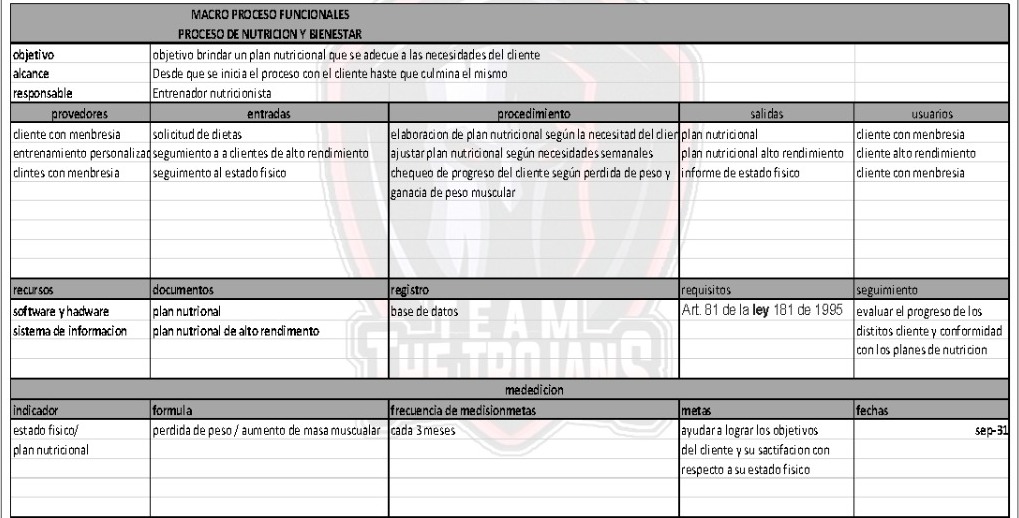 MACRO PROCESO FUNCIONALES
PROCESO DE NUTRICION Y BIENESTAR
objetivo objetivo brindar un plan nutricional que se adecue a las necesidades del cliente
alcance Desde que se inicia el proceso con el cliente haste que culmina el mismo
responsable Entrenador nutricionista
provedores entradas procedimiento salidas usuarios
cliente con menbresia solicitud de dietas elaboracion de plan nutricional según la necesitad del clien plan nutricional cliente con menbresia
entrenamiento personalizad segumiento a a clientes de alto rendimiento ajustar plan nutricional según necesidades semanales plan nutricional alto rendimiento cliente alto rendimiento
clintes con menbresia seguimento al estado fisico chequeo de progreso del cliente según perdida de peso y informe de estado fisico cliente con menbresia
ganacia de peso muscular
recursos documentos registro requisitos seguimiento
software y hadware plan nutrional base de datos Art. 81 de la ley 181 de 1995 evaluar el progreso de los
sistema de informacion plan nutrional de alto rendimento distitos cliente y conformidad
con los planes de nutricion
TEAM
THE TROJANS
mededicion
indicador formula frecuencia de medisionmetas metas fechas
estado fisico/ perdida de peso / aumento de masa muscualar cada 3 meses ayudar a lograr los objetivos sep-31
plan nutricional del cliente y su sactifacion con
respecto a su estado fisico